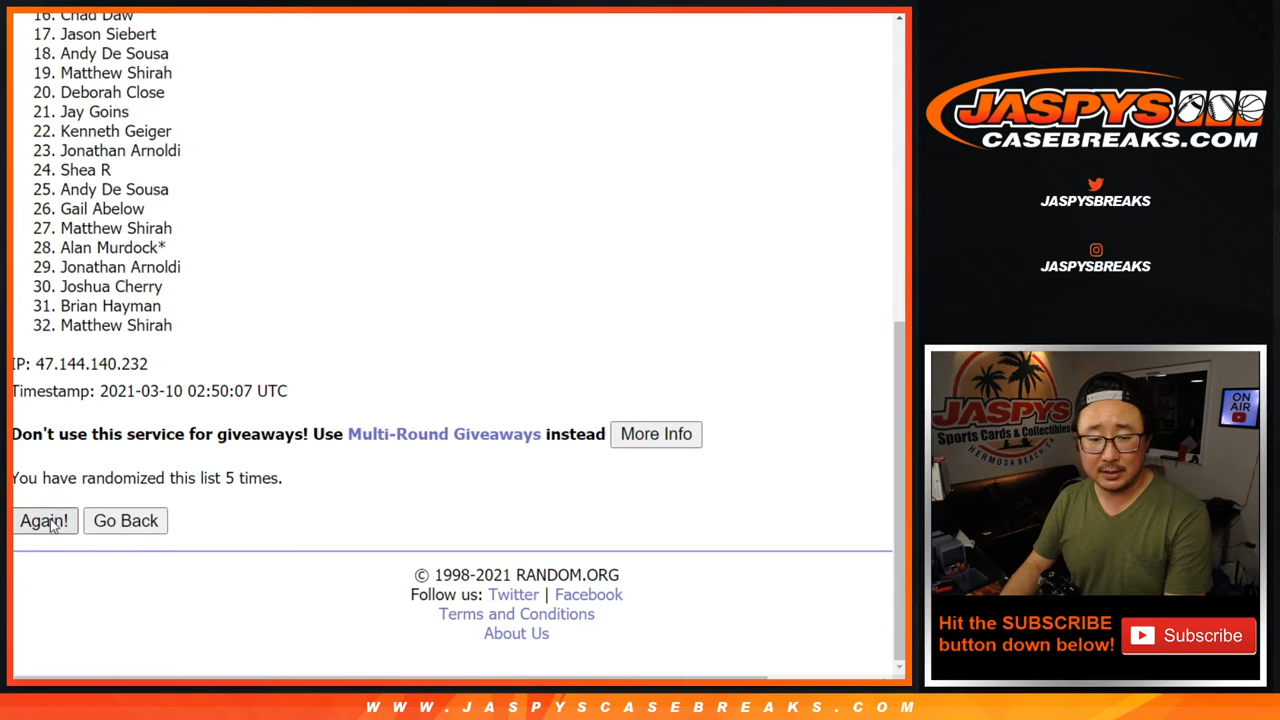 16. Chad Daw
17. Jason Siebert
18. Andy De Sousa
19. Matthew Shirah
20. Deborah Close
21. Jay Goins
22. Kenneth Geiger
23. Jonathan Arnoldi
24. Shea R
25. Andy De Sousa
26. Gail Abelow
27. Matthew Shirah
28. Alan Murdock*
29. Jonathan Arnoldi
30. Joshua Cherry
31. Brian Hayman
32. Matthew Shirah
IP: 47.144.140.232
Timestamp: 2021-03-10 02:50:07 UTC
Don't use this service for giveaways! Use Multi-Round Giveaways instead More Info
You have randomized this list 5 times.
Again! Go Back
© 1998-2021 RANDOM.ORG
Follow us: Twitter | Facebook
Terms and Conditions
About Us
JASPYS
CASEBREAKS.COM
JASPYSBREAKS
JASPYSBREAKS
JASPYS
Sports Cards & Collectibles
HERMOSA BEACH, CA
ON
AIR
Hit the SUBSCRIBE
button down below!
Subscribe
WWW.JASPYSCASEBREAKS.COM